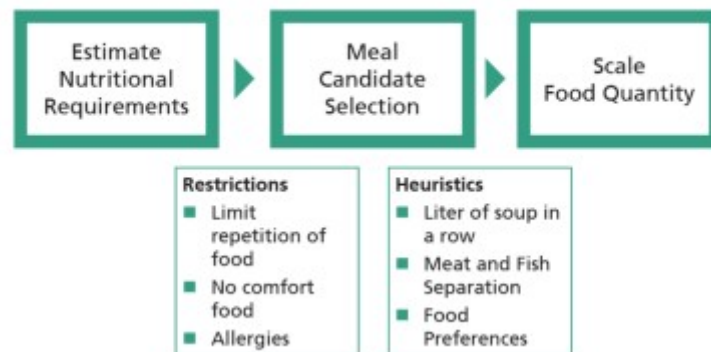 Estimate
Nutritional
Requirements
Meal
Candidate
Selection
Scale
Food Quantity
Restrictions
Limit
repetition of
food
No comfort
food
Allergies
Heuristics
Liter of soup in
a row
Meat and Fish
Separation
Food
Preferences